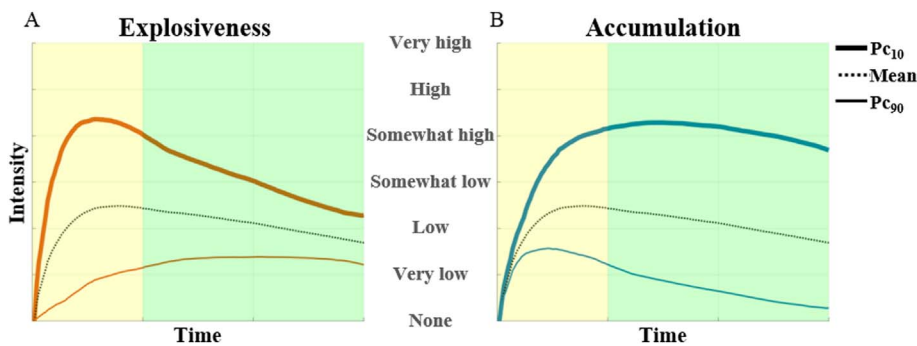 A
Explosiveness
Intensity
Time
Very high
High
Somewhat high
Somewhat low
Low
Very low
None
B
Accumulation
Time
Pc10
Mean
Pc90